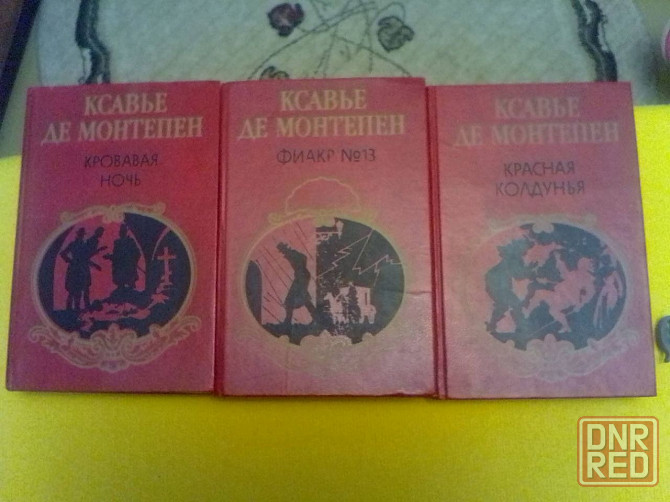 КСАВЬЕ
ДЕ МОНТЕПЕН
КРОВАВАЯ
НОЧЬ
КСАВЬЕ
ДЕ МОНТЕПЕН
ФИАКР №13
КСАВЬЕ
ДЕ МОНТЕПЕН
КРАСНАЯ
КОЛДУНЬЯ
DNR
RED